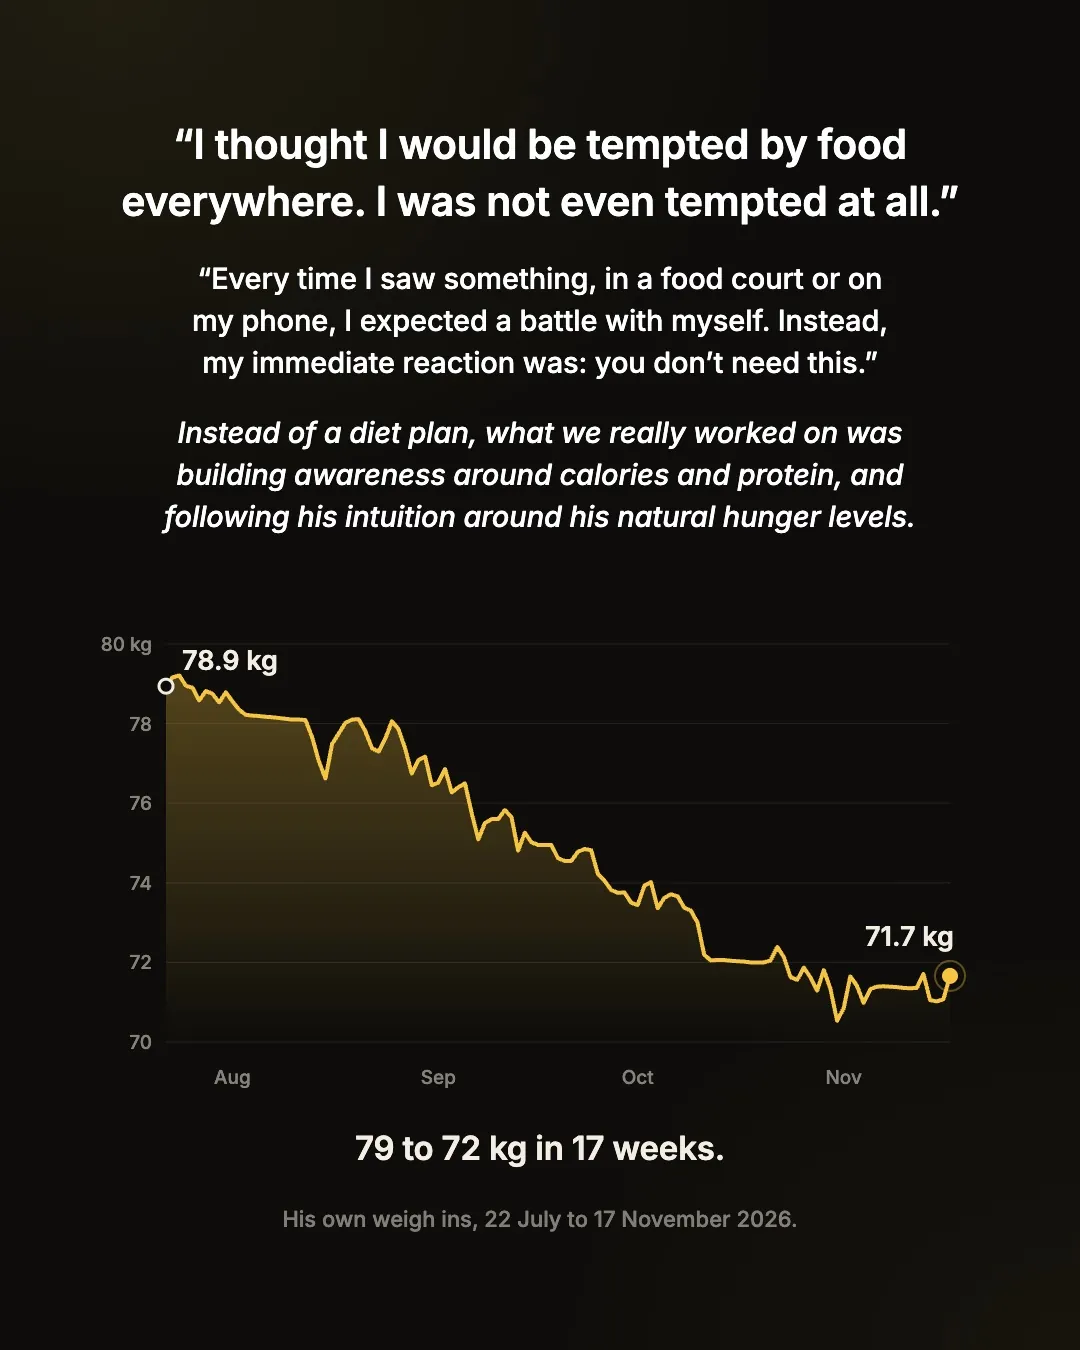 “I thought I would be tempted by food
everywhere. I was not even tempted at all.”
“Every time I saw something, in a food court or on
my phone, I expected a battle with myself. Instead,
my immediate reaction was: you don’t need this.”
Instead of a diet plan, what we really worked on was
building awareness around calories and protein, and
following his intuition around his natural hunger levels.
80 kg
78.9 kg
78
76
74
71.7 kg
72
70
Aug Sep Oct Nov
79 to 72 kg in 17 weeks.
His own weigh ins, 22 July to 17 November 2026.